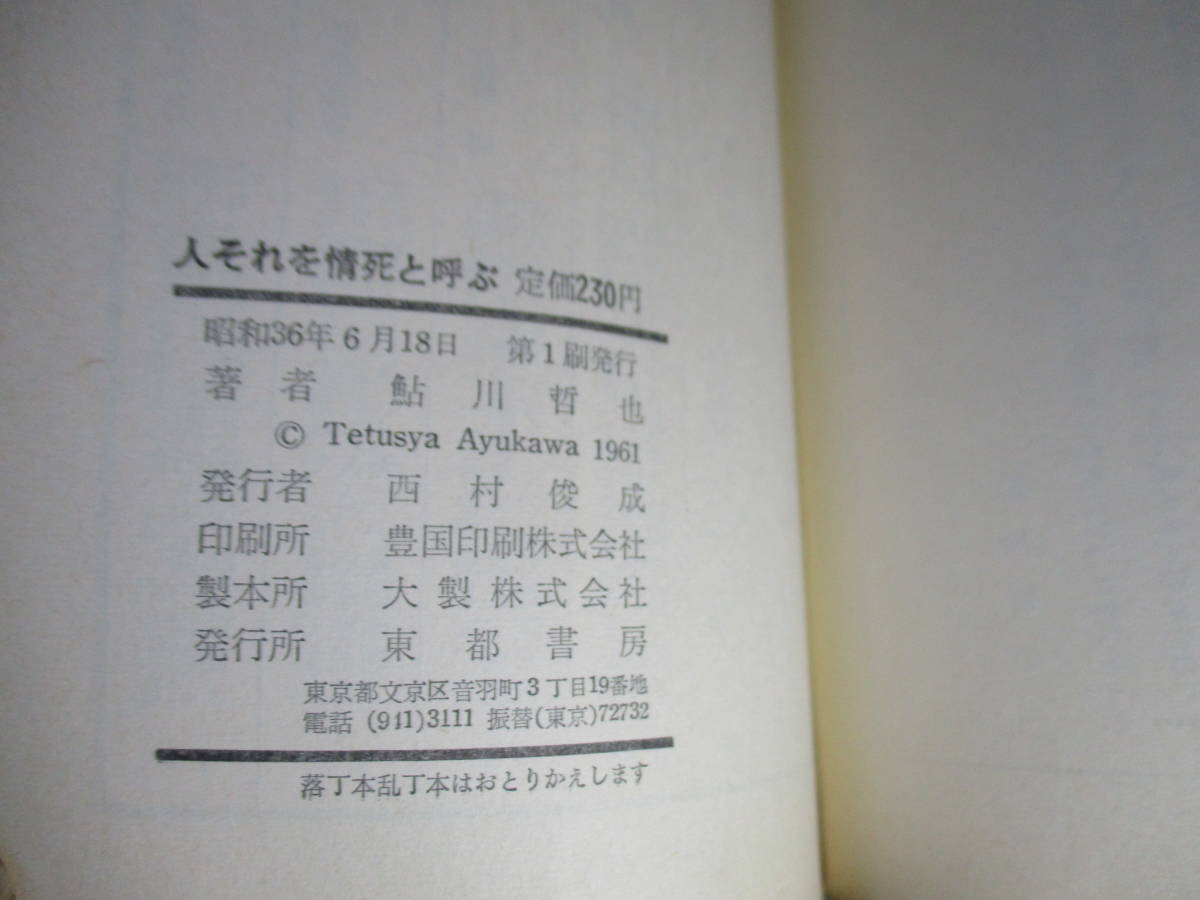 人それを情死と呼ぶ 定価230円
昭和36年6月18日 第1刷発行
著者 鮎川哲也
© Tetusya Ayukawa 1961
発行者 西村俊成
印刷所 豊国印刷株式会社
製本所 大製株式会社
発行所 東都書房
東京都文京区音羽町3丁目19番地
電話 (941)3111 振替(東京)72732
落丁本乱丁本はおとりかえします